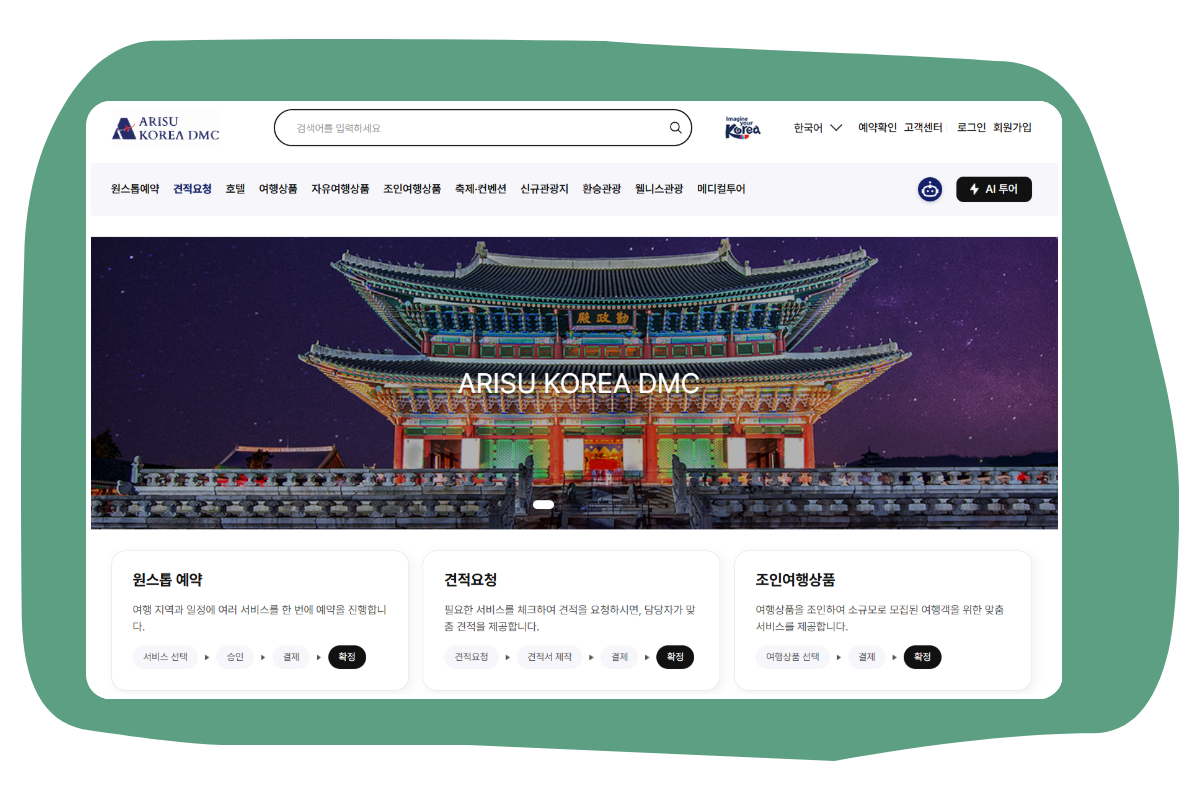 ARISU
KOREA DMC
검색어를 입력하세요
Imagine
your
Korea
한국어
예약확인 고객센터 로그인 회원가입
원스톱예약 견적요청 호텔 여행상품 자유여행상품 조인여행상품 축제·컨벤션 신규관광지 환승관광 웰니스관광 메디컬투어
AI 투어
殿政勤
ARISU KOREA DMC
원스톱 예약
여행 지역과 일정에 여러 서비스를 한 번에 예약을 진행합니
다.
서비스 선택 ▸ 승인 ▸ 결제 ▸ 확정
견적요청
필요한 서비스를 체크하여 견적을 요청하시면, 담당자가 맞
춤 견적을 제공합니다.
견적요청 ▸ 견적서 제작 ▸ 결제 ▸ 확정
조인여행상품
여행상품을 조인하여 소규모로 모집된 여행객을 위한 맞춤
서비스를 제공합니다.
여행상품 선택 ▸ 결제 ▸ 확정